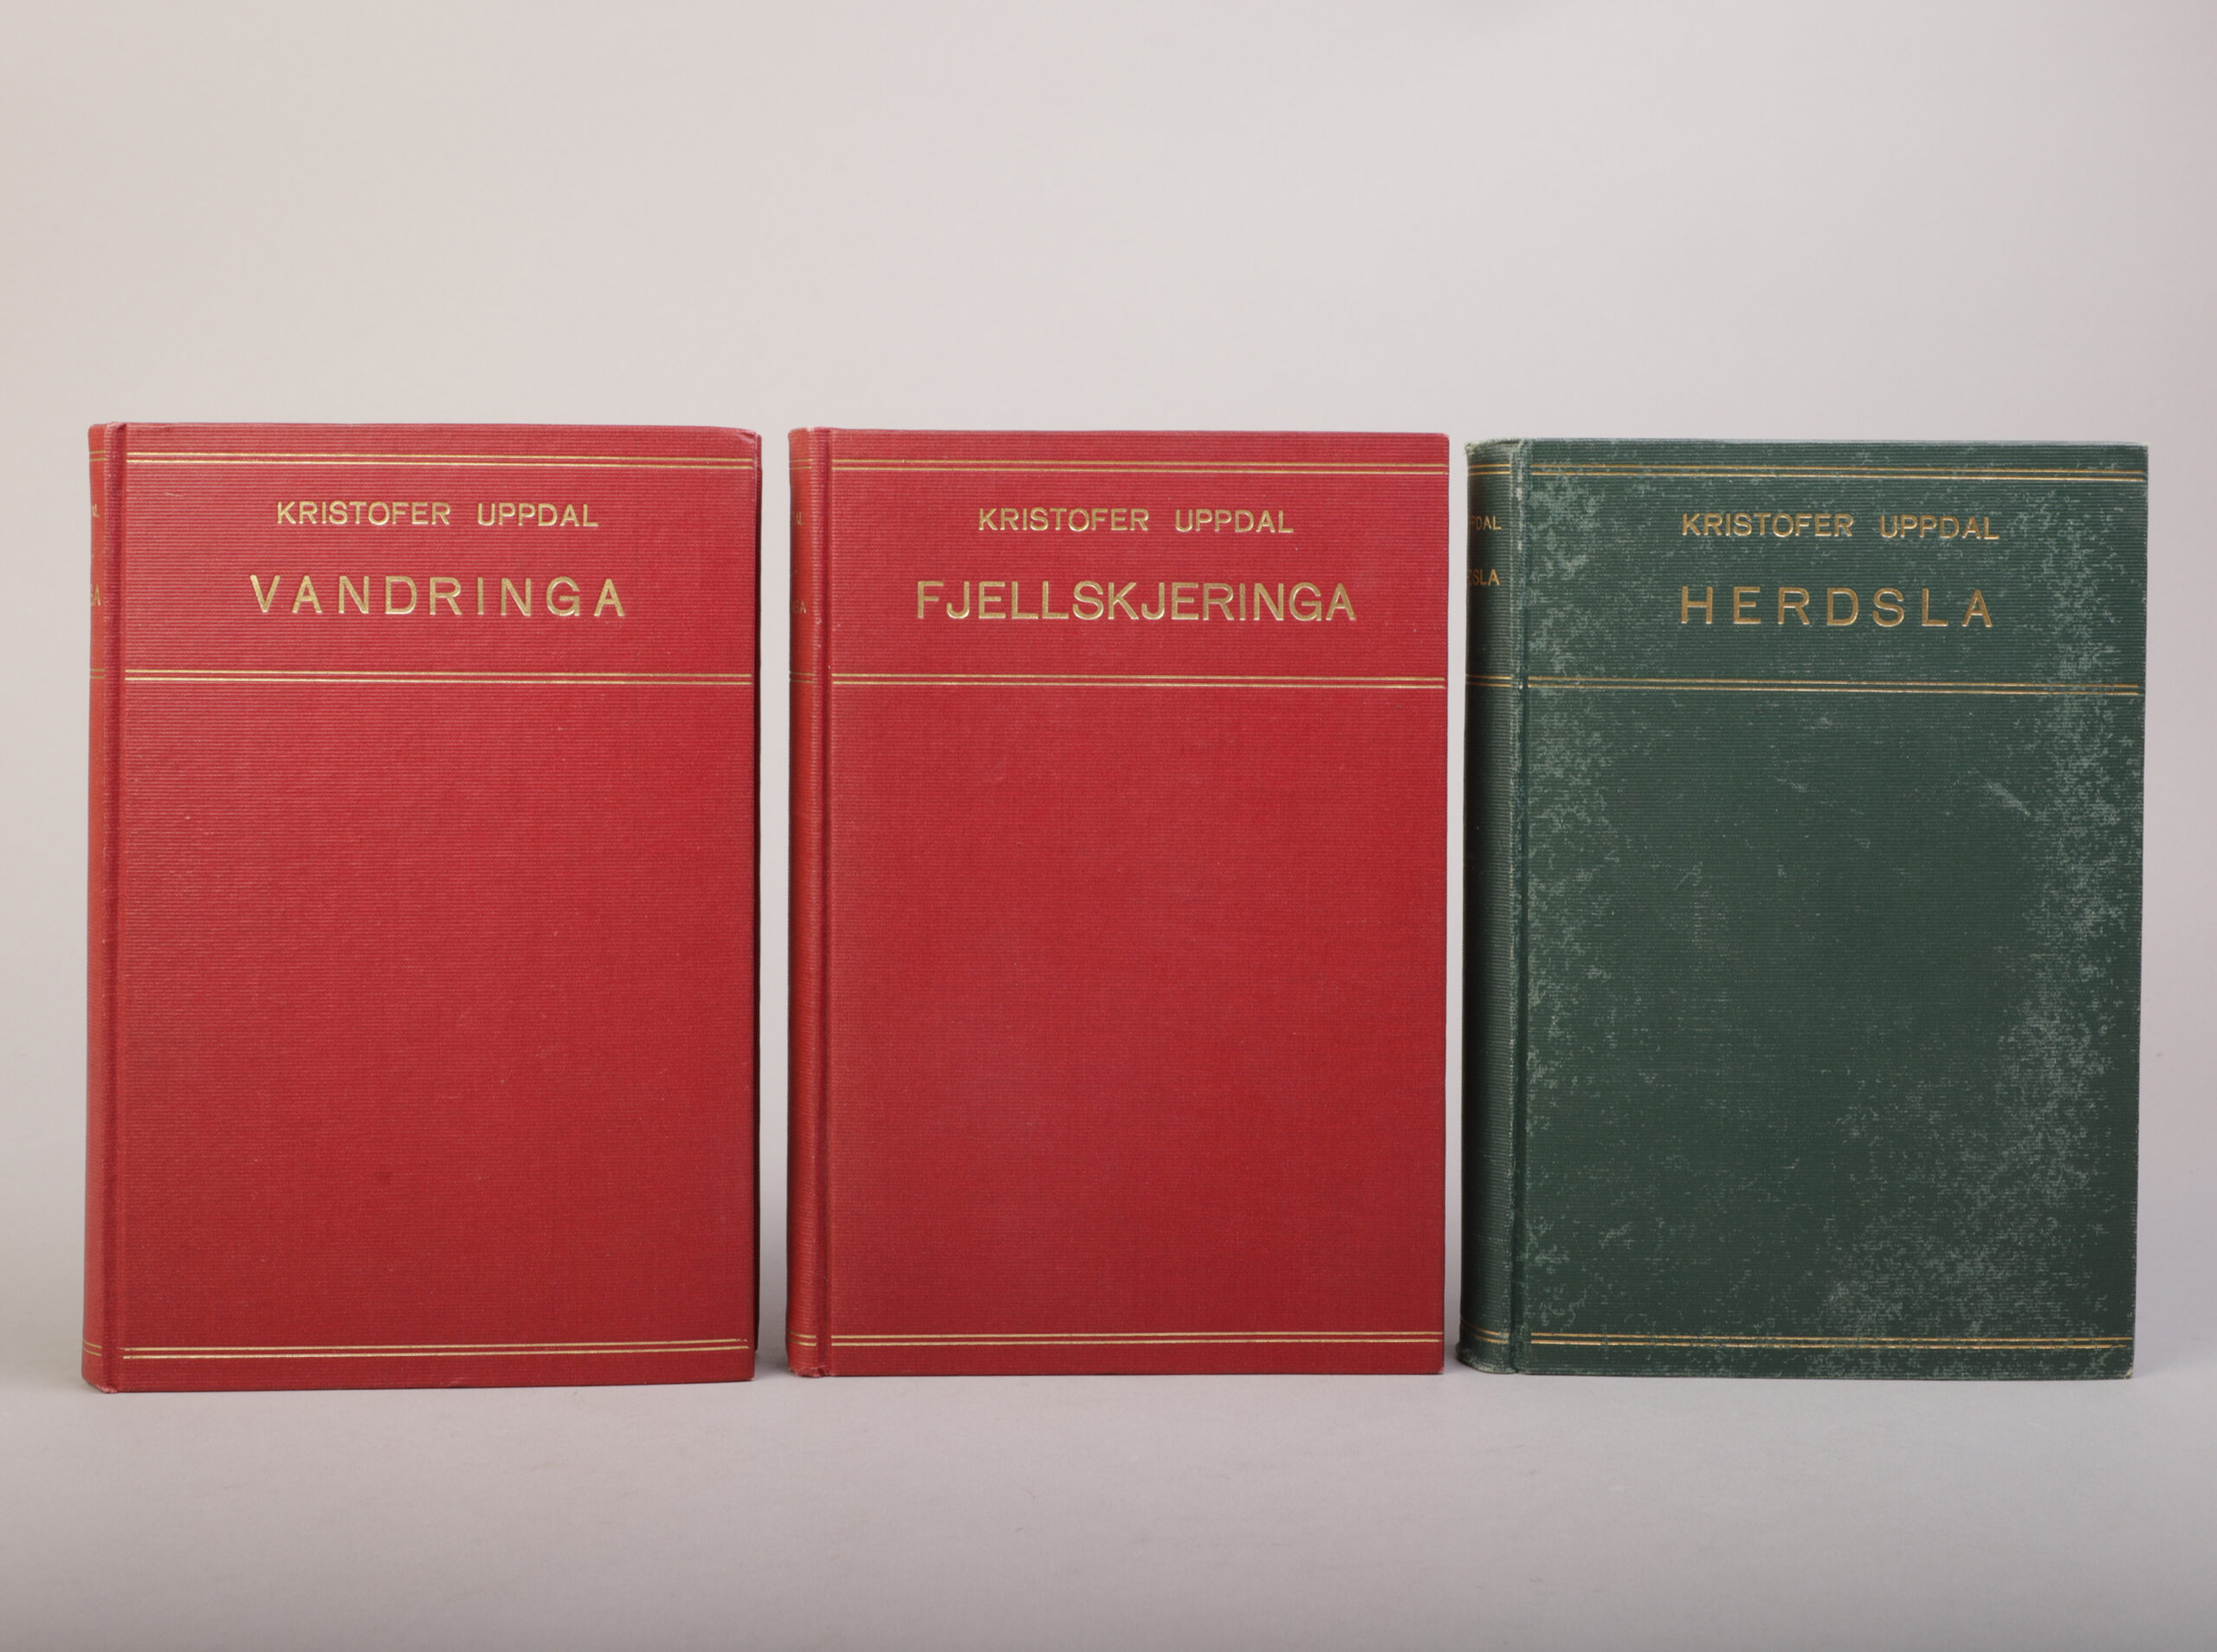 KRISTOFER UPPDAL
VANDRINGA
KRISTOFER UPPDAL
FJELLSKJERINGA
KRISTOFER UPPDAL
HERDSLA